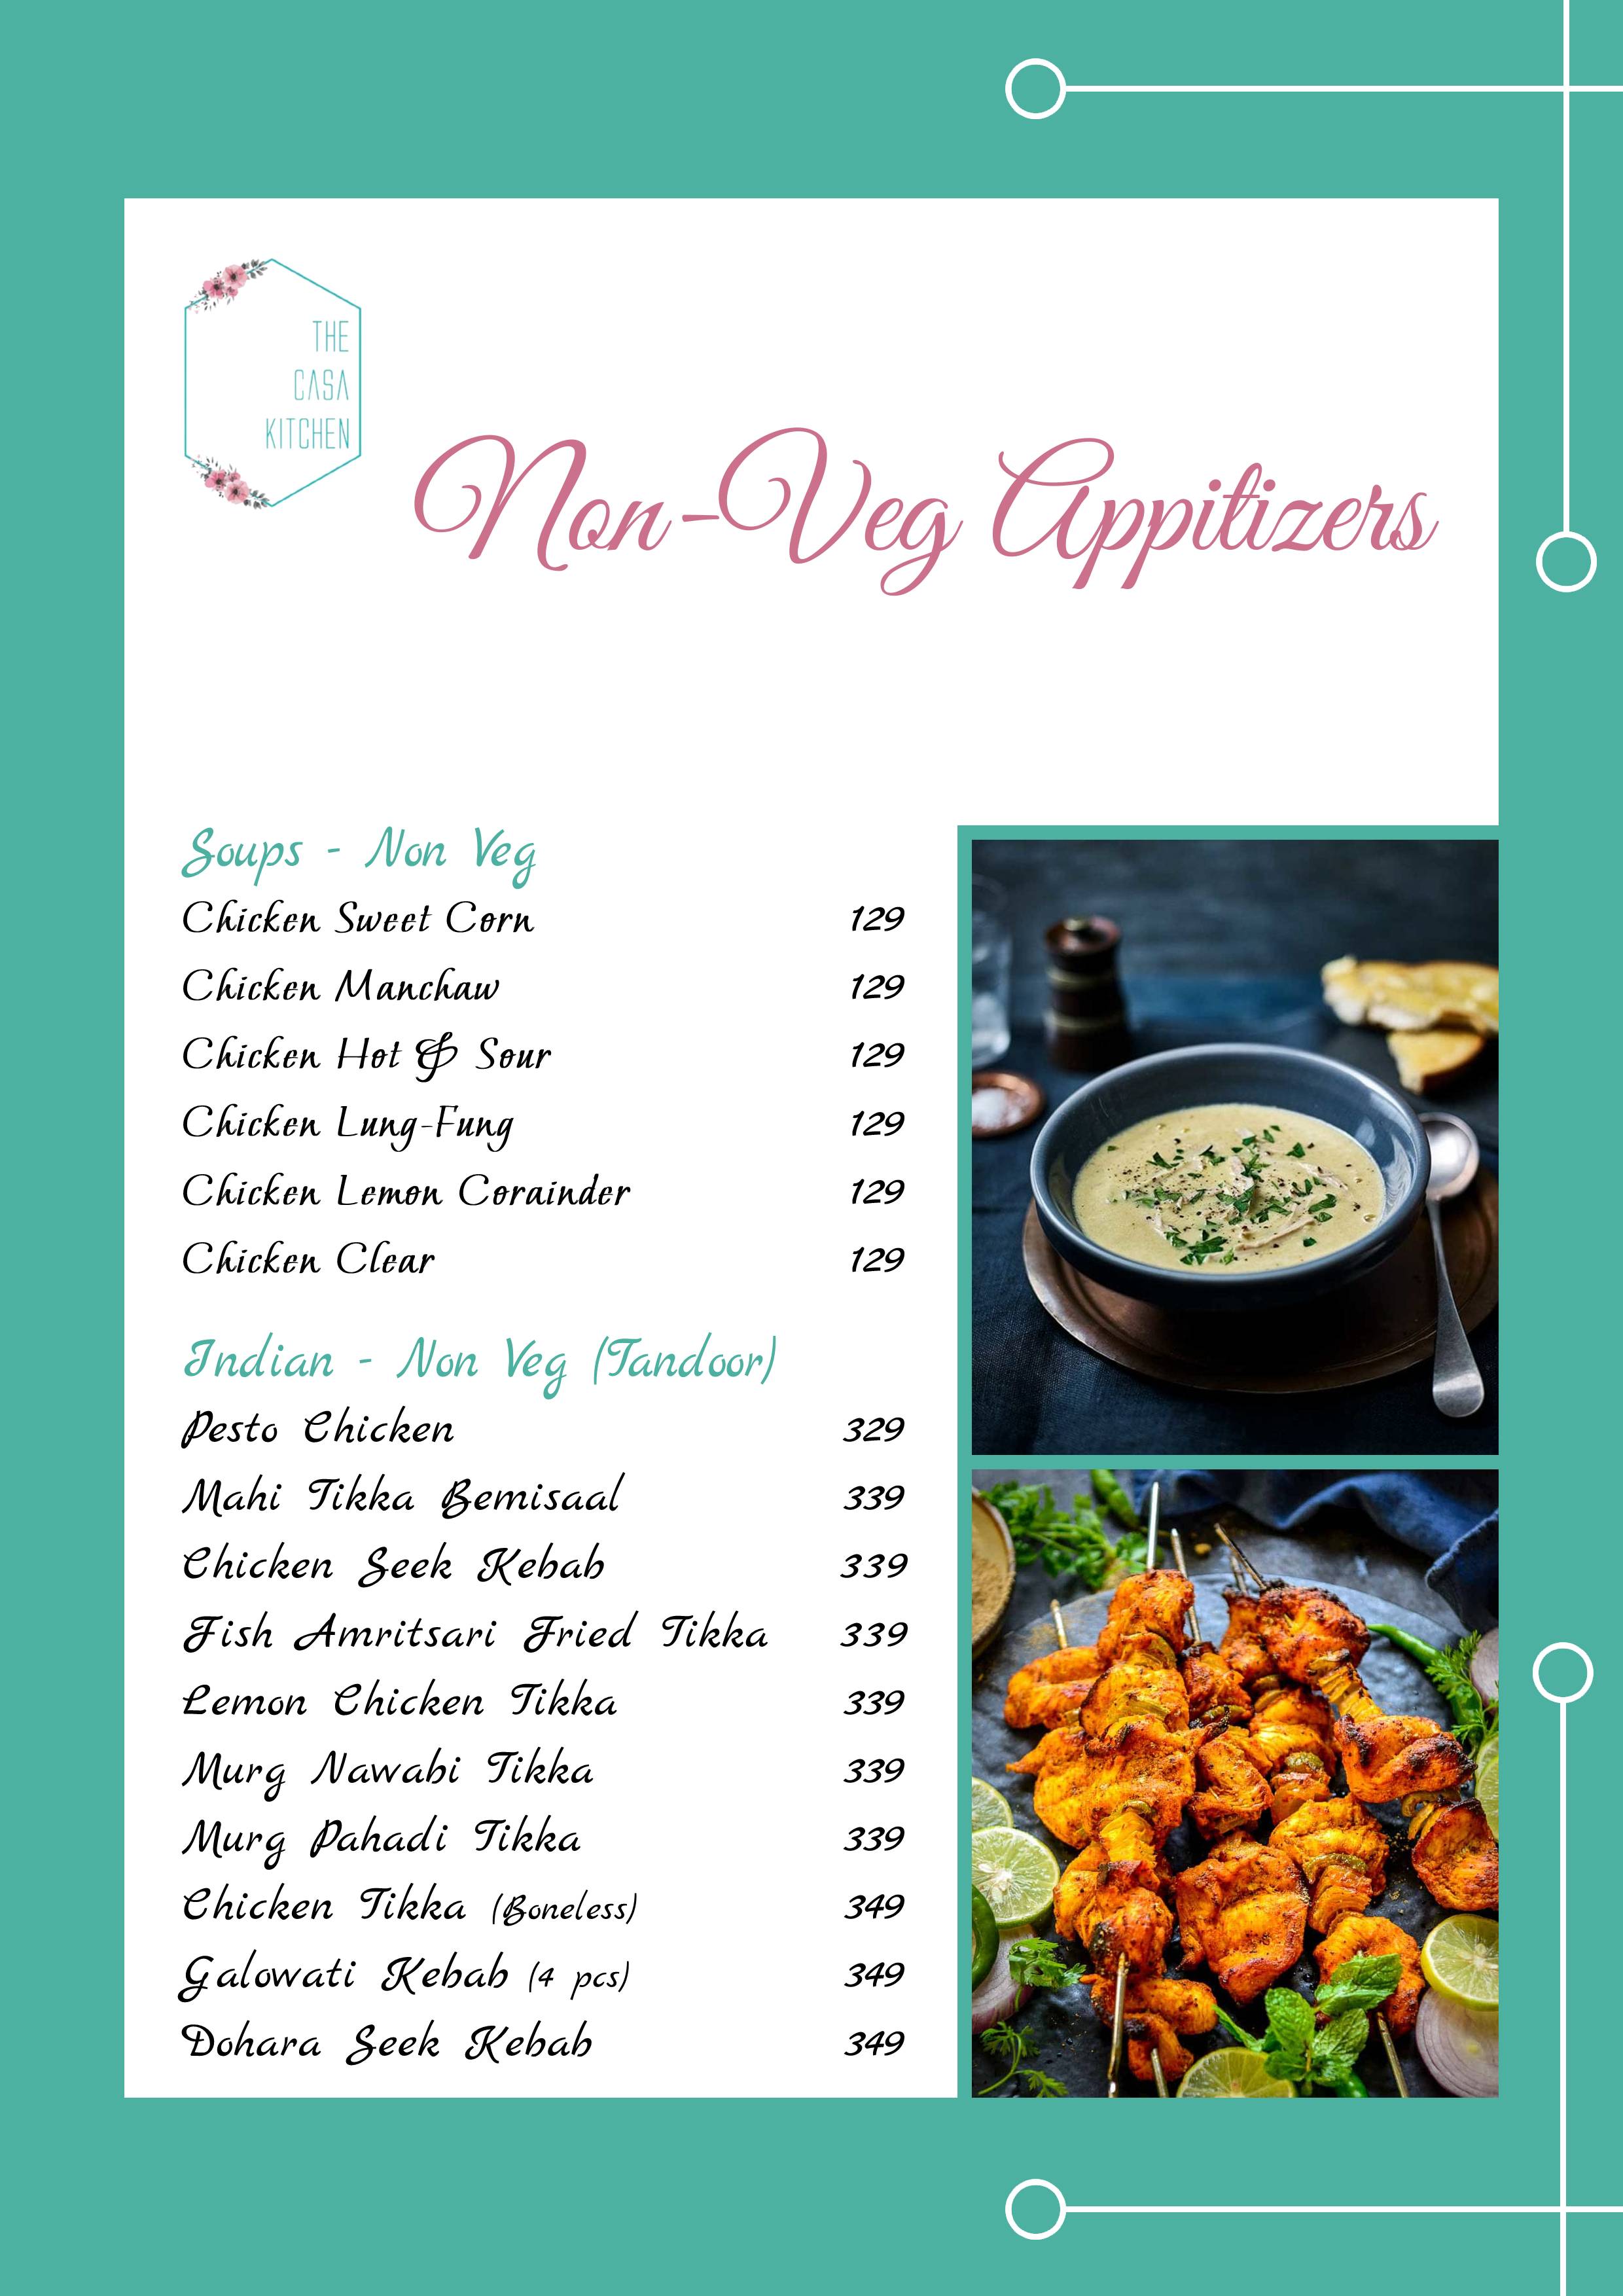 THE
CASA
KITCHEN
Non-Veg Appitizers
Soups - Non Veg
Chicken Sweet Corn 129
Chicken Manchaw 129
Chicken Hot & Sour 129
Chicken Lung-Fung 129
Chicken Lemon Corainder 129
Chicken Clear 129
Indian - Non Veg (Tandoor)
Pesto Chicken 329
Mahi Tikka Bemisaal 339
Chicken Seek Kebab 339
Fish Amritsari Fried Tikka 339
Lemon Chicken Tikka 339
Murg Nawabi Tikka 339
Murg Pahadi Tikka 339
Chicken Tikka (Boneless) 349
Galowati Kebab (4 pcs) 349
Dohara Seek Kebab 349